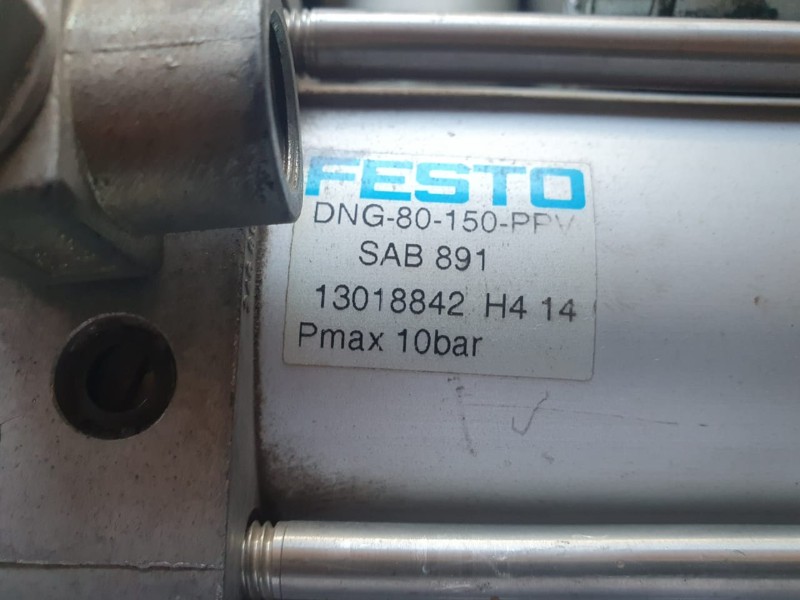 FESTO
DNG-80-150-PPV
SAB 891
13018842 H4 14
Pmax 10bar